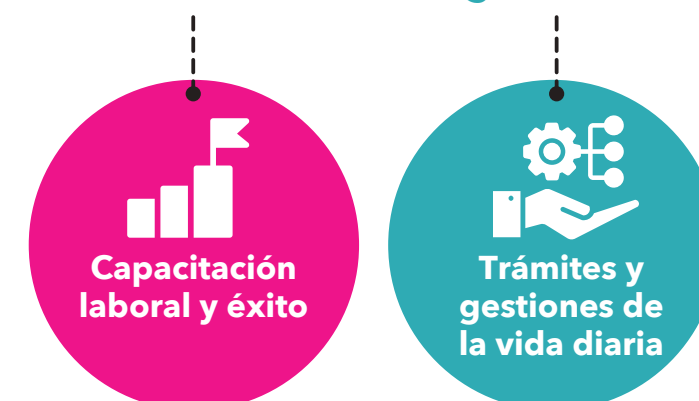 Capacitación
laboral y éxito
Trámites y
gestiones de
la vida diaria